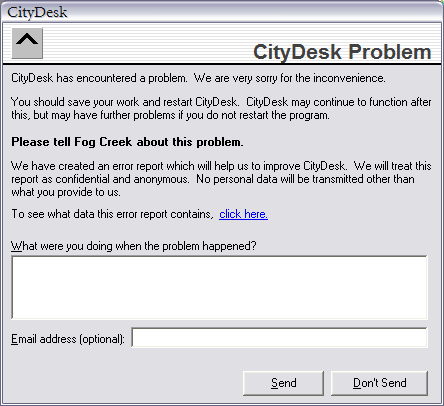 CityDesk
CityDesk Problem
CityDesk has encountered a problem. We are very sorry for the inconvenience.
You should save your work and restart CityDesk. CityDesk may continue to function after
this, but may have further problems if you do not restart the program.
Please tell Fog Creek about this problem.
We have created an error report which will help us to improve CityDesk. We will treat this
report as confidential and anonymous. No personal data will be transmitted other than
what you provide to us.
To see what data this error report contains, click here.
What were you doing when the problem happened?
Email address (optional):
Send Don't Send